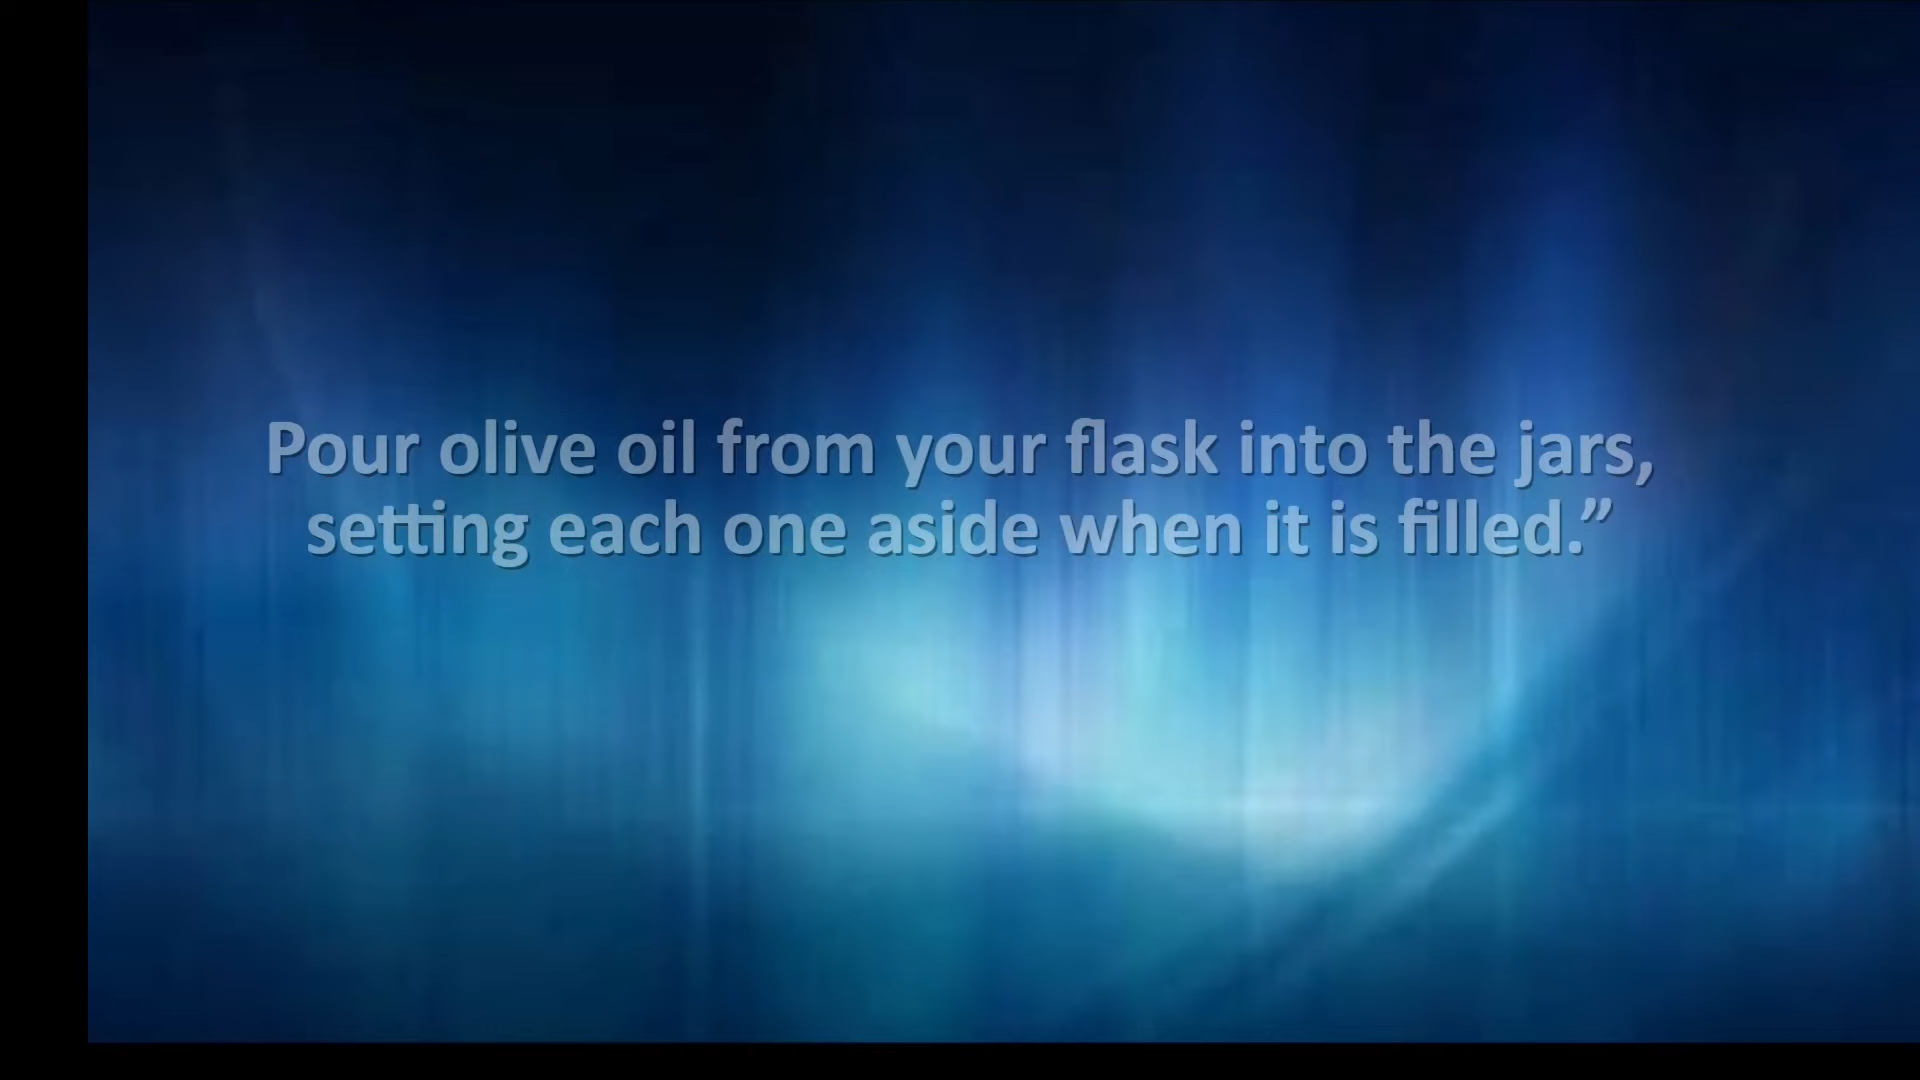 Pour olive oil from your flask into the jars,
setting each one aside when it is filled.”